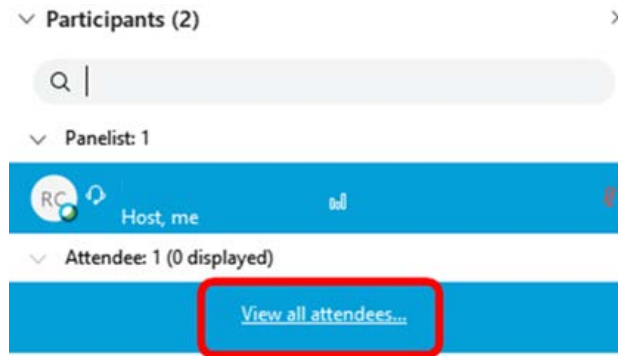 Participants (2)
Panelist: 1
RC
Host, me
Attendee: 1 (0 displayed)
View all attendees...